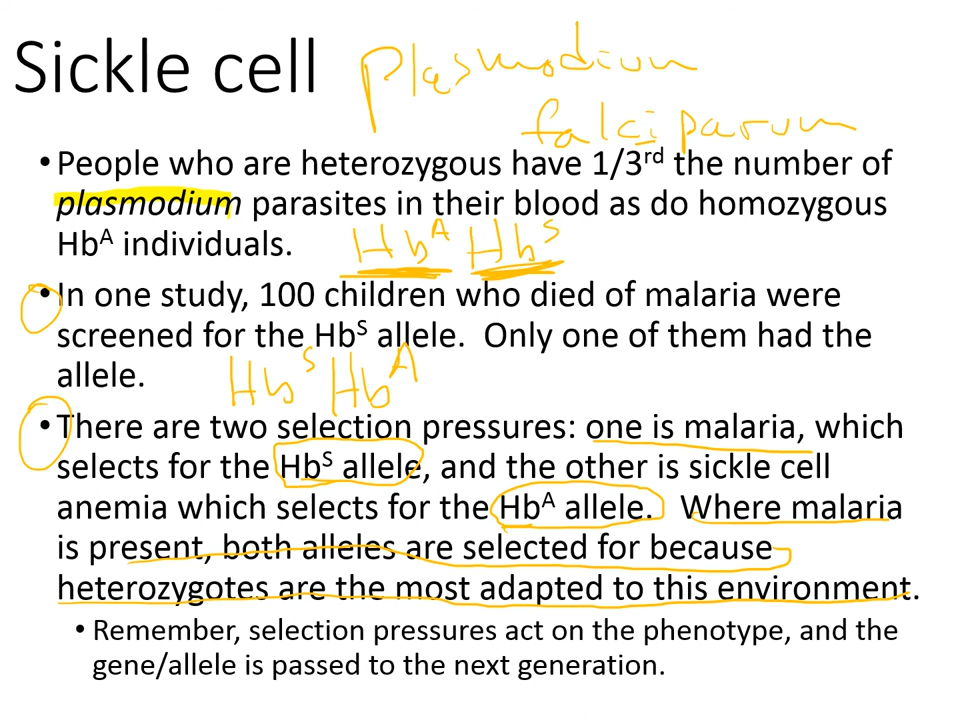 Sickle cell
Plasmodium
falciparum
• People who are heterozygous have 1/3rd the number of
plasmodium parasites in their blood as do homozygous
HbA individuals.
HbA HbS
• In one study, 100 children who died of malaria were
screened for the HbS allele.  Only one of them had the
allele.
HbS HbA
• There are two selection pressures: one is malaria, which
selects for the HbS allele, and the other is sickle cell
anemia which selects for the HbA allele.  Where malaria
is present, both alleles are selected for because
heterozygotes are the most adapted to this environment.
• Remember, selection pressures act on the phenotype, and the
gene/allele is passed to the next generation.